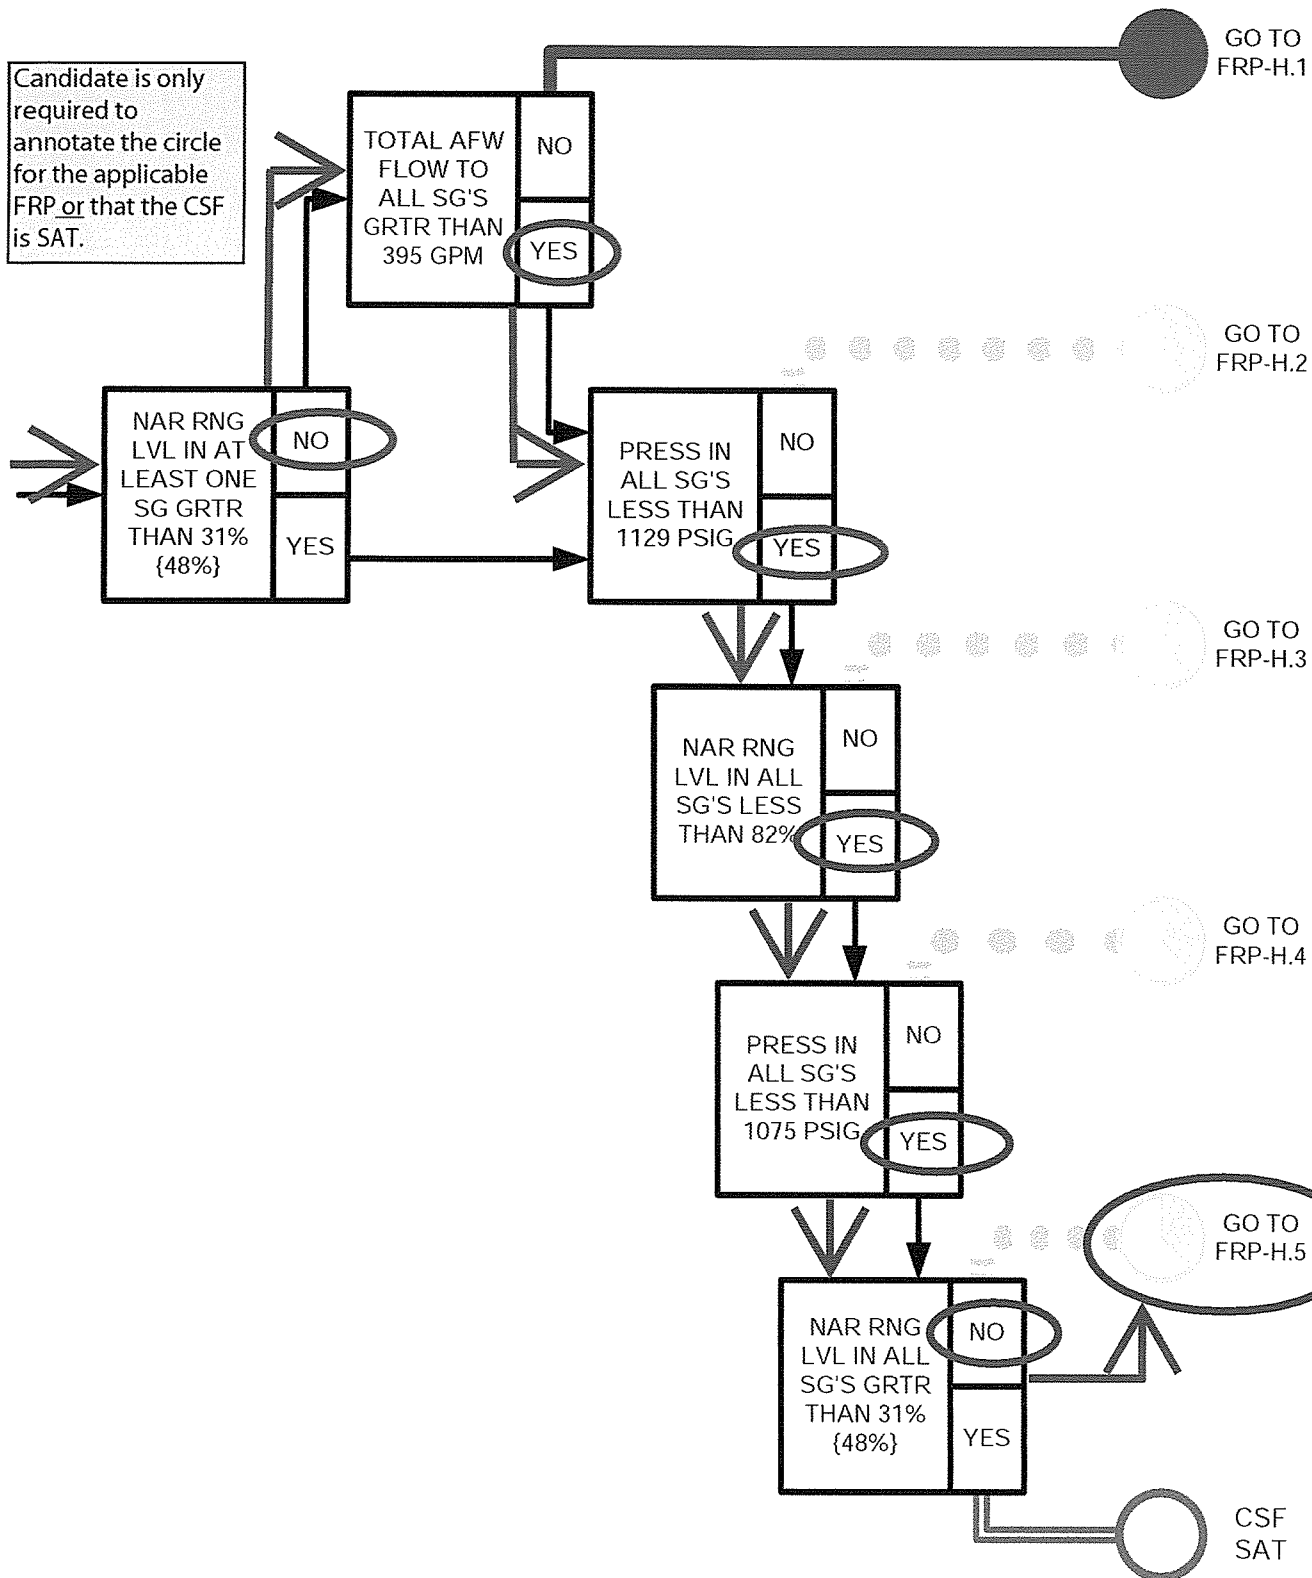 GO TO
FRP-H.1
Candidate is only
required to
annotate the circle
for the applicable
FRP or that the CSF
is SAT.
TOTAL AFW
FLOW TO
ALL SG'S
GRTR THAN
395 GPM
NO
YES
GO TO
FRP-H.2
NAR RNG
LVL IN AT
LEAST ONE
SG GRTR
THAN 31%
{48%}
NO
YES
PRESS IN
ALL SG'S
LESS THAN
1129 PSIG
NO
YES
GO TO
FRP-H.3
NAR RNG
LVL IN ALL
SG'S LESS
THAN 82%
NO
YES
GO TO
FRP-H.4
PRESS IN
ALL SG'S
LESS THAN
1075 PSIG
NO
YES
GO TO
FRP-H.5
NAR RNG
LVL IN ALL
SG'S GRTR
THAN 31%
{48%}
NO
YES
CSF
SAT